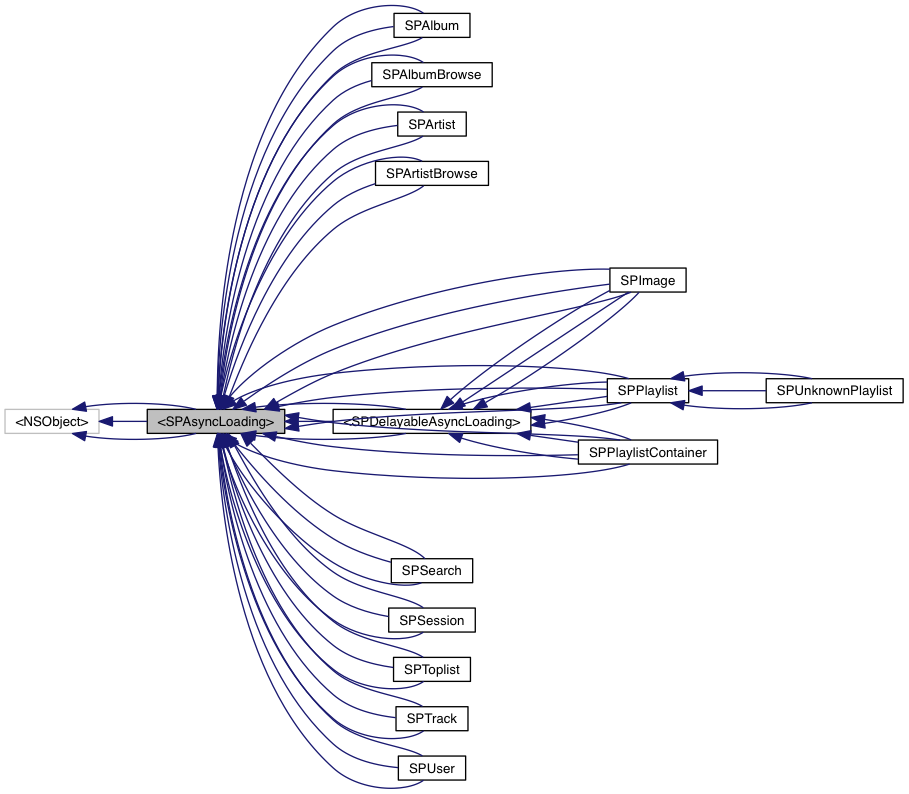 SPAlbum
SPAlbumBrowse
SPArtist
SPArtistBrowse
SPImage
SPPlaylist
SPUnknownPlaylist
<NSObject>
<SPAsyncLoading>
<SPDelayableAsyncLoading>
SPPlaylistContainer
SPSearch
SPSession
SPToplist
SPTrack
SPUser